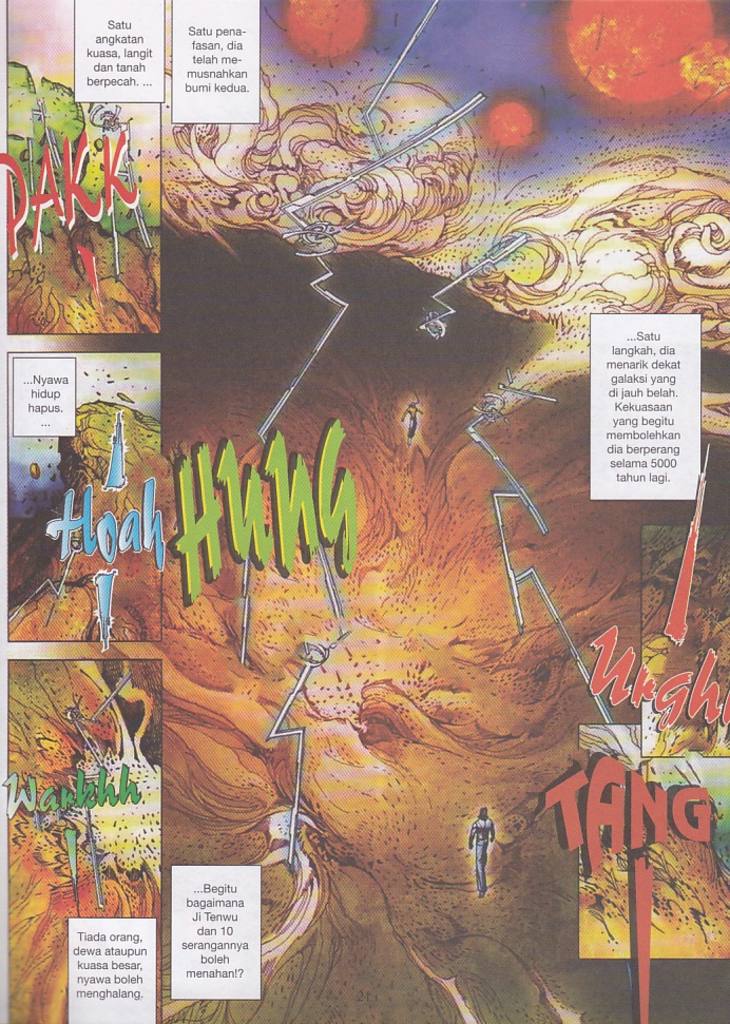 Satu
angkatan
kuasa, langit
dan tanah
berpecah. ...
Satu pena-
fasan, dia
telah me-
musnahkan
bumi kedua.
PAKK
...Nyawa
hidup
hapus.
...
Hoah
HUNG
...Satu
langkah, dia
menarik dekat
galaksi yang
di jauh belah.
Kekuasaan
yang begitu
membolehkan
dia berperang
selama 5000
tahun lagi.
Urgh!
Warkhh
TANG
Tiada orang,
dewa ataupun
kuasa besar,
nyawa boleh
menghalang.
...Begitu
bagaimana
Ji Tenwu
dan 10
serangannya
boleh
menahan!?
21